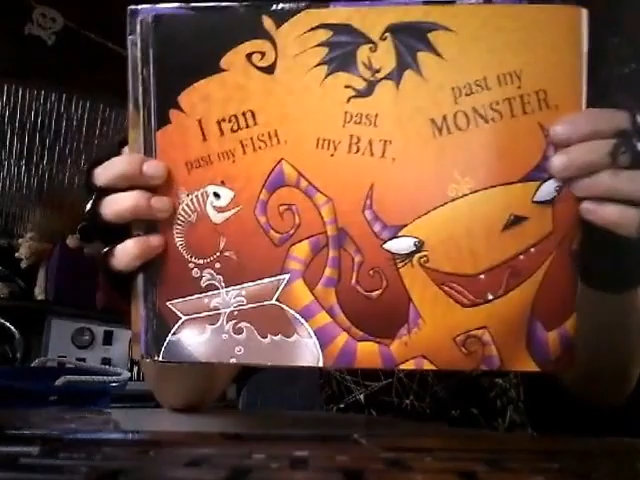 I ran
past my FISH,
past
my BAT,
past my
MONSTER,